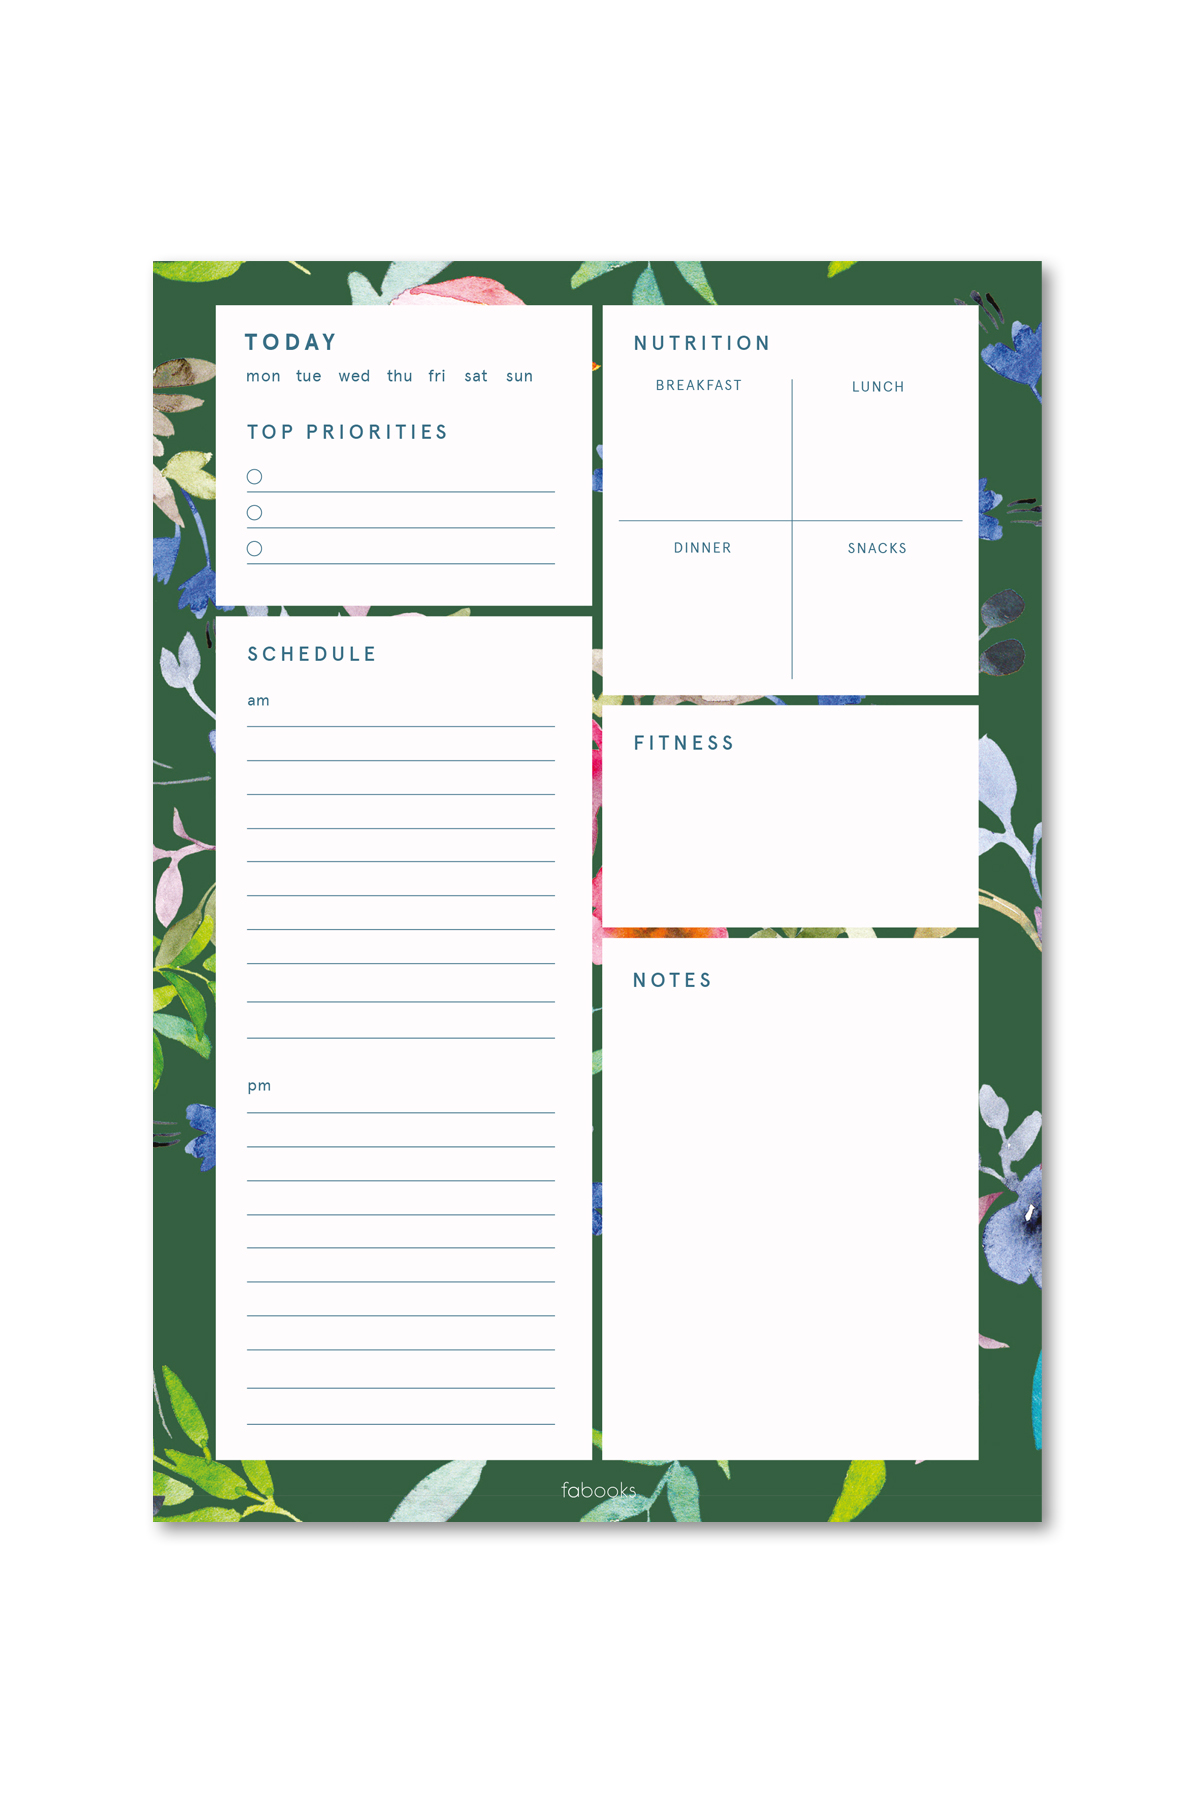 TODAY
mon tue wed thu fri sat sun
TOP PRIORITIES
SCHEDULE
am
pm
NUTRITION
BREAKFAST
LUNCH
DINNER
SNACKS
FITNESS
NOTES
fabooks